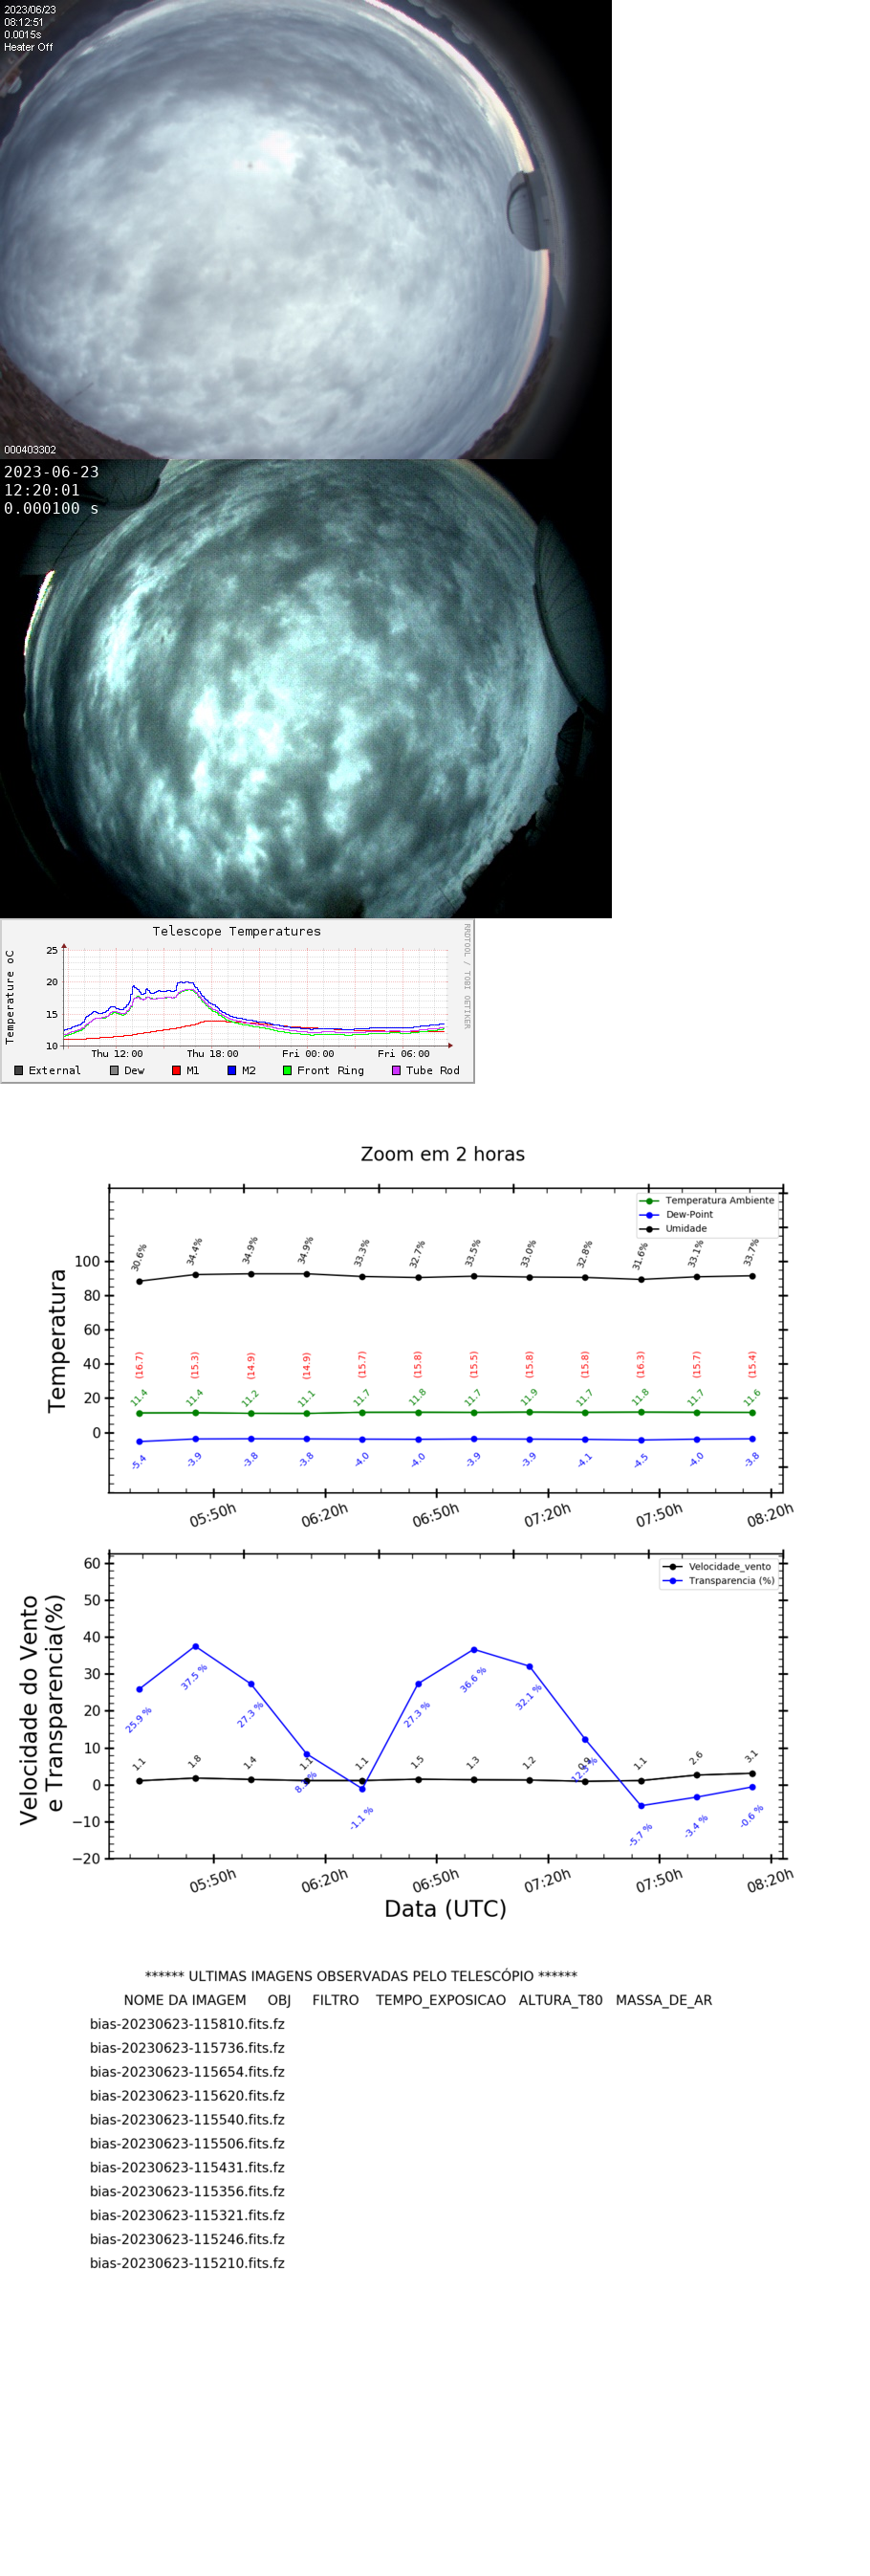 2023/06/23
08:12:51
0.0015s
Heater Off
000403302
2023-06-23
12:20:01
0.000100 s
Telescope Temperatures
RRDTOOL / TOBI OETIKER
Temperature oC
25
20
15
10
Thu 12:00 Thu 18:00 Fri 00:00 Fri 06:00
External Dew M1 M2 Front Ring Tube Rod
Zoom em 2 horas
Temperatura Ambiente
Dew-Point
Umidade
Temperatura
100
80
60
40
20
0
30.6% 34.4% 34.9% 34.9% 33.3% 32.7% 33.5% 33.0% 32.8% 31.6% 33.1% 33.7%
(16.7) (15.3) (14.9) (14.9) (15.7) (15.8) (15.5) (15.8) (15.8) (16.3) (15.7) (15.4)
11.4 11.4 11.2 11.1 11.7 11.8 11.7 11.9 11.7 11.8 11.7 11.6
-5.4 -3.9 -3.8 -3.8 -4.0 -4.0 -3.9 -3.9 -4.1 -4.5 -4.0 -3.8
05:50h 06:20h 06:50h 07:20h 07:50h 08:20h
Velocidade_vento
Transparencia (%)
Velocidade do Vento
e Transparencia(%)
60
50
40
30
20
10
0
−10
−20
25.9 % 37.5 % 27.3 % -1.1 % 27.3 % 36.6 % 32.1 % -5.7 % -3.4 % -0.6 %
1.1 1.8 1.4 1.1 1.1 1.5 1.3 1.2 0.9 1.1 2.6 3.1
05:50h 06:20h 06:50h 07:20h 07:50h 08:20h
Data (UTC)
****** ULTIMAS IMAGENS OBSERVADAS PELO TELESCÓPIO ******
NOME DA IMAGEM OBJ FILTRO TEMPO_EXPOSICAO ALTURA_T80 MASSA_DE_AR
bias-20230623-115810.fits.fz
bias-20230623-115736.fits.fz
bias-20230623-115654.fits.fz
bias-20230623-115620.fits.fz
bias-20230623-115540.fits.fz
bias-20230623-115506.fits.fz
bias-20230623-115431.fits.fz
bias-20230623-115356.fits.fz
bias-20230623-115321.fits.fz
bias-20230623-115246.fits.fz
bias-20230623-115210.fits.fz